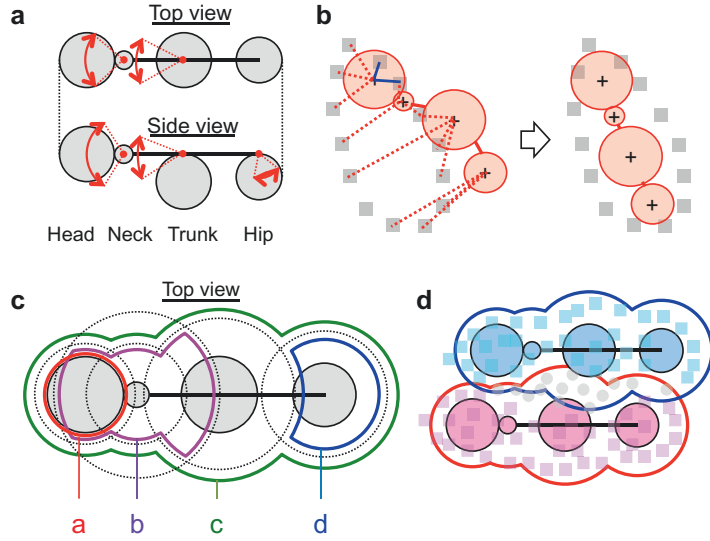 a
Top view
Side view
Head Neck Trunk Hip
b
c
Top view
a b c d
d